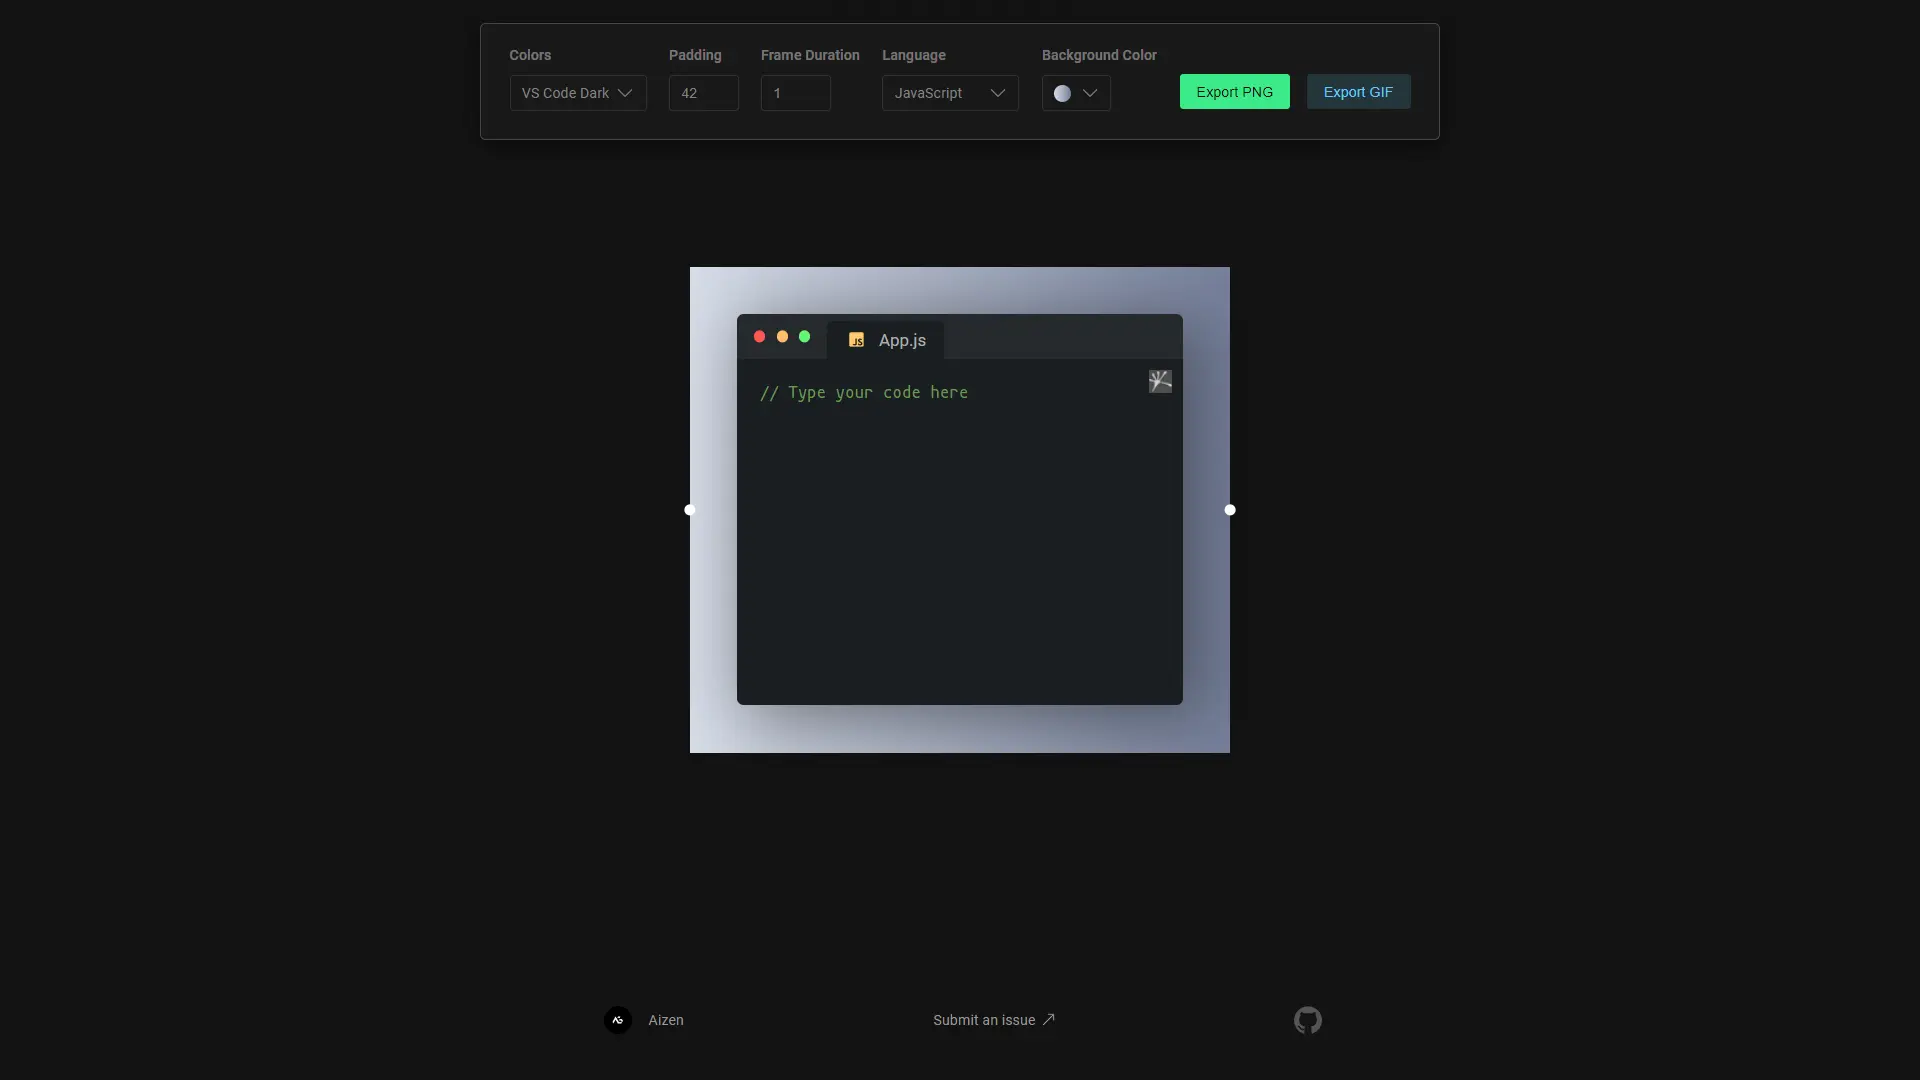 Colors
Padding
Frame Duration
Language
Background Color
VS Code Dark
42
1
JavaScript
Export PNG
Export GIF
JS
App.js
// Type your code here
Aizen
Submit an issue